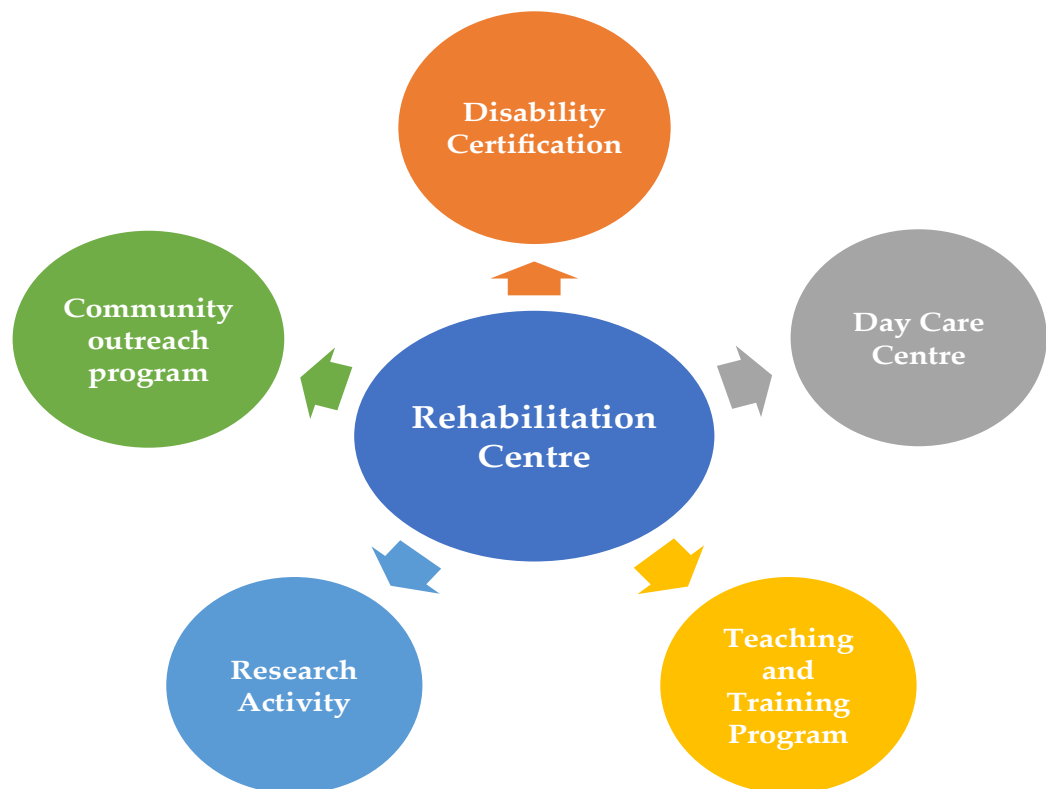 Disability
Certification
Community
outreach
program
Day Care
Centre
Rehabilitation
Centre
Research
Activity
Teaching
and
Training
Program